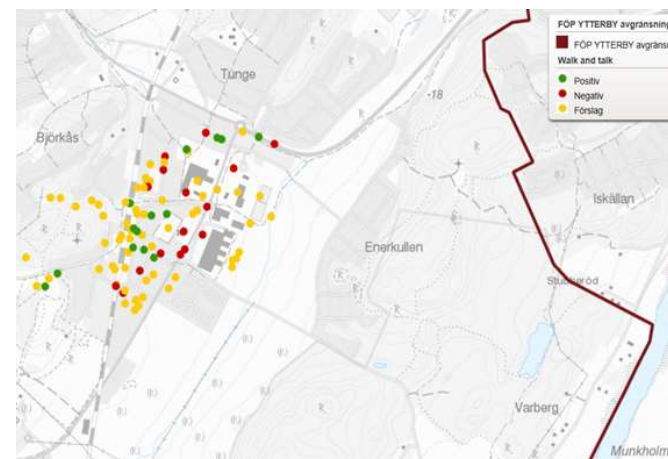 FÖP YTTERBY avgränsning
FÖP YTTERBY avgräns
Walk and talk
Positiv
Negativ
Förslag
Tunge
-18
Björkås
Iskällan
Enerkullen
Varberg
Munkholm